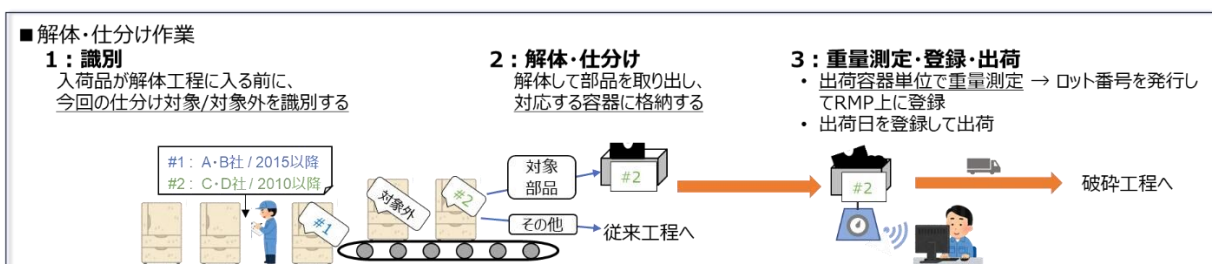 ■解体・仕分け作業
1：識別
入荷品が解体工程に入る前に、
今回の仕分け対象/対象外を識別する
#1： A・B社 / 2015以降
#2： C・D社 / 2010以降
#1
対象外
#2
2：解体・仕分け
解体して部品を取り出し、
対応する容器に格納する
対象
部品
#2
その他
従来工程へ
3：重量測定・登録・出荷
• 出荷容器単位で重量測定 → ロット番号を発行し
てRMP上に登録
• 出荷日を登録して出荷
#2
破砕工程へ